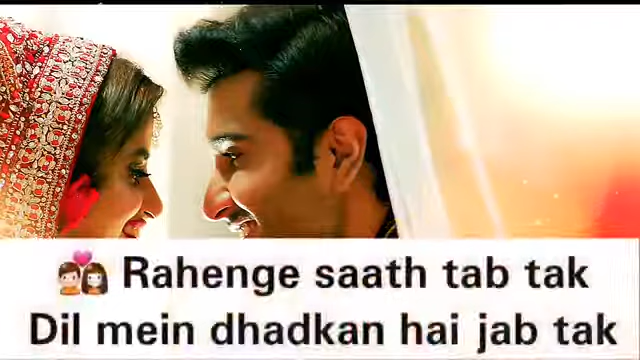 💑 Rahenge saath tab tak
Dil mein dhadkan hai jab tak